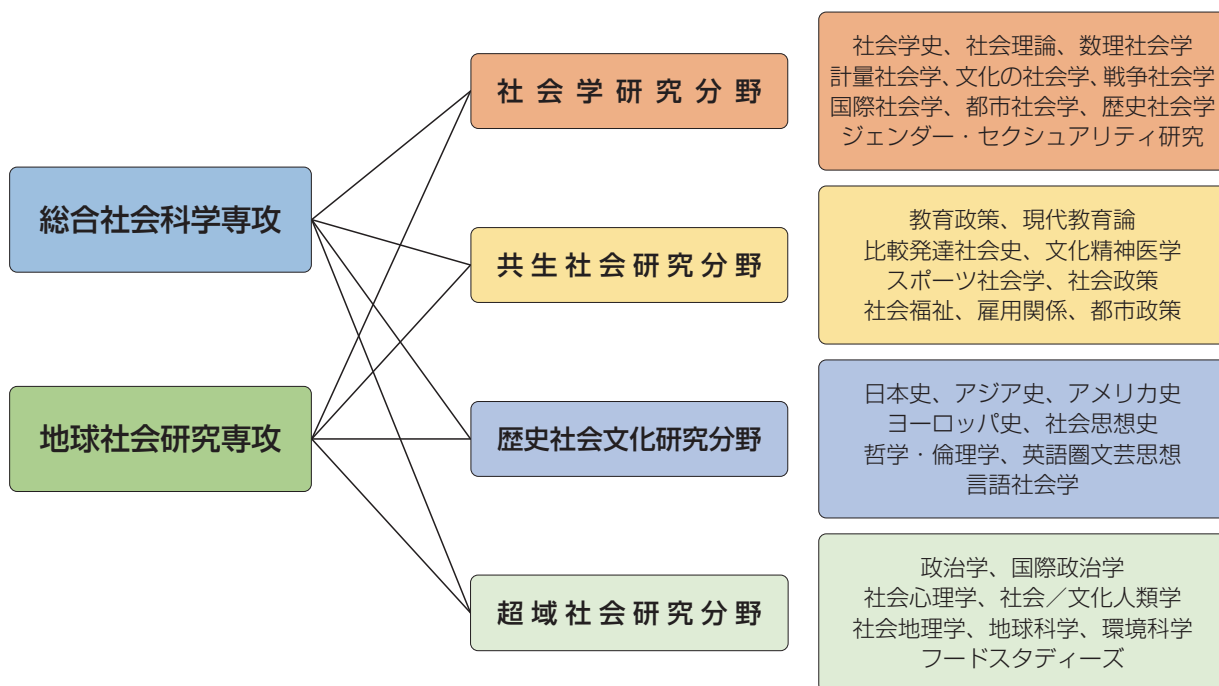 総合社会科学専攻
地球社会研究専攻
社会学研究分野
社会学史、社会理論、数理社会学
計量社会学、文化の社会学、戦争社会学
国際社会学、都市社会学、歴史社会学
ジェンダー・セクシュアリティ研究
共生社会研究分野
教育政策、現代教育論
比較発達社会史、文化精神医学
スポーツ社会学、社会政策
社会福祉、雇用関係、都市政策
歴史社会文化研究分野
日本史、アジア史、アメリカ史
ヨーロッパ史、社会思想史
哲学・倫理学、英語圏文芸思想
言語社会学
超域社会研究分野
政治学、国際政治学
社会心理学、社会／文化人類学
社会地理学、地球科学、環境科学
フードスタディーズ